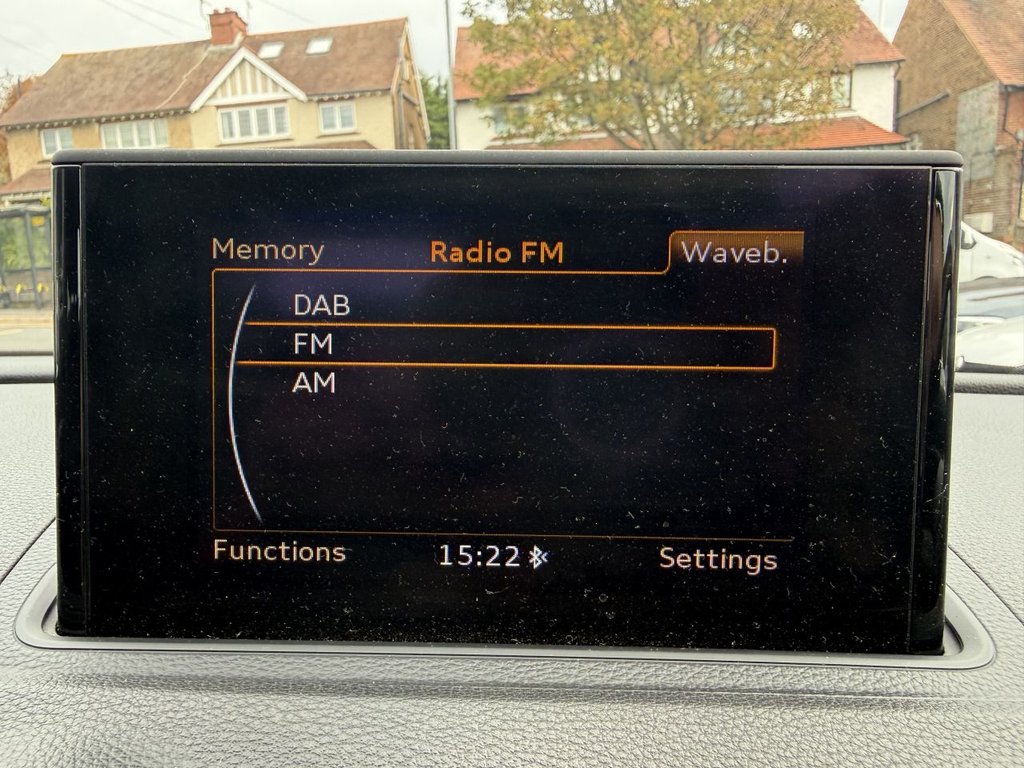 Memory Radio FM Waveb.
DAB
FM
AM
Functions 15:22 Settings